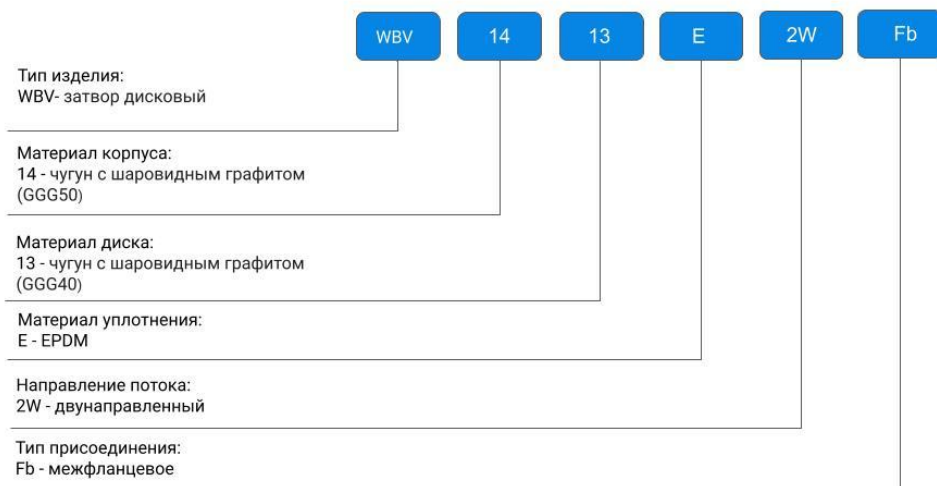 WBV 14 13 E 2W Fb
Тип изделия:
WBV- затвор дисковый
Материал корпуса:
14 - чугун с шаровидным графитом
(GGG50)
Материал диска:
13 - чугун с шаровидным графитом
(GGG40)
Материал уплотнения:
E - EPDM
Направление потока:
2W - двунаправленный
Тип присоединения:
Fb - межфланцевое